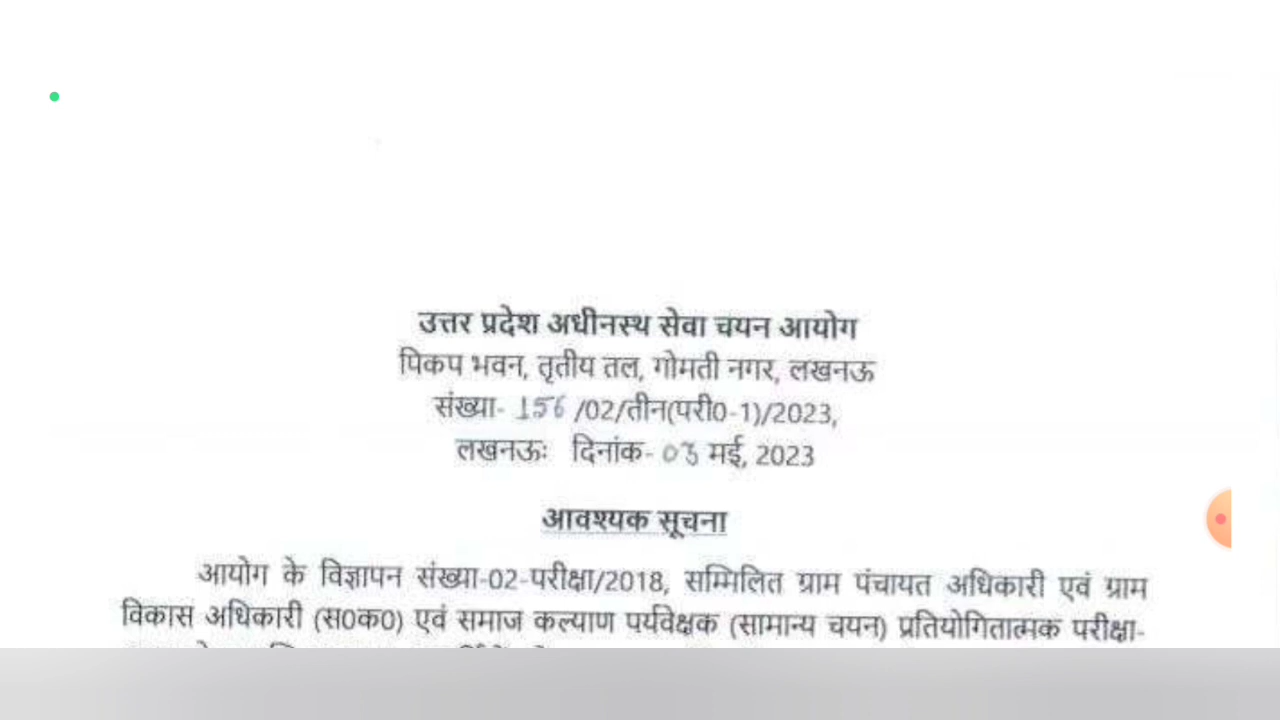 उत्तर प्रदेश अधीनस्थ सेवा चयन आयोग
पिकप भवन, तृतीय तल, गोमती नगर, लखनऊ
संख्या- 156 /02/तीन(परी0-1)/2023,
लखनऊः दिनांक- 03 मई, 2023
आवश्यक सूचना
आयोग के विज्ञापन संख्या-02-परीक्षा/2018, सम्मिलित ग्राम पंचायत अधिकारी एवं ग्राम
विकास अधिकारी (स0क0) एवं समाज कल्याण पर्यवेक्षक (सामान्य चयन) प्रतियोगितात्मक परीक्षा-